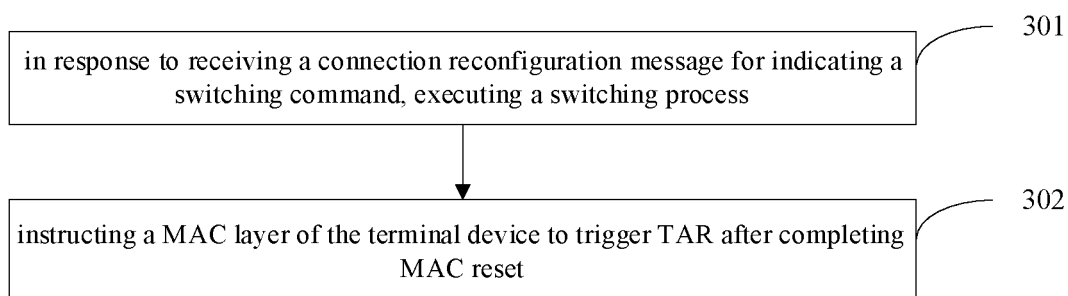 301
in response to receiving a connection reconfiguration message for indicating a
switching command, executing a switching process
302
instructing a MAC layer of the terminal device to trigger TAR after completing
MAC reset